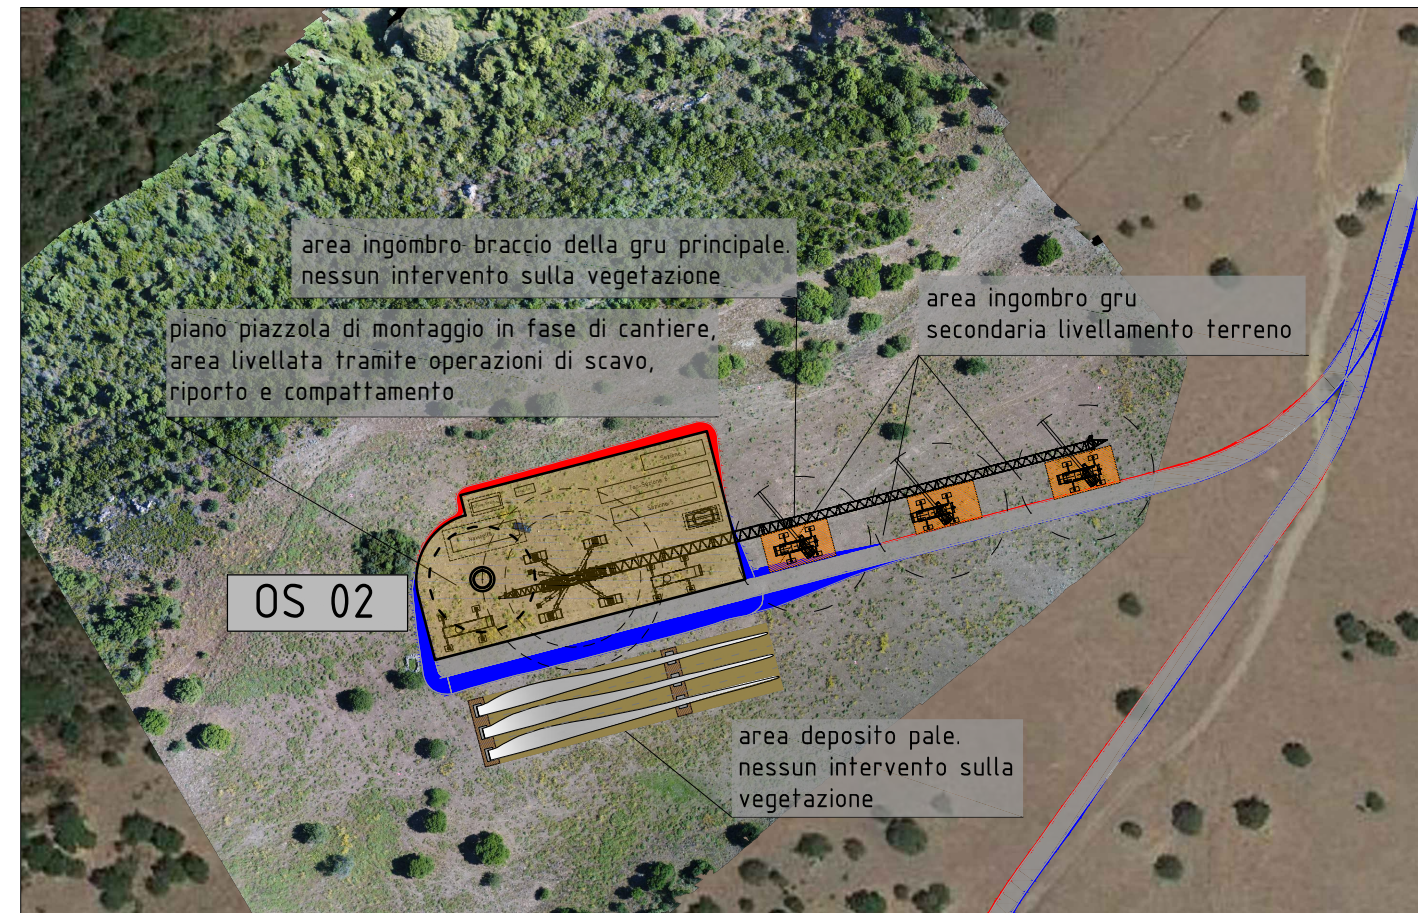 area ingombro braccio della gru principale.
nessun intervento sulla vegetazione
area ingombro gru
secondaria livellamento terreno
piano piazzola di montaggio in fase di cantiere,
area livellata tramite operazioni di scavo,
riporto e compattamento
OS 02
area deposito pale.
nessun intervento sulla
vegetazione